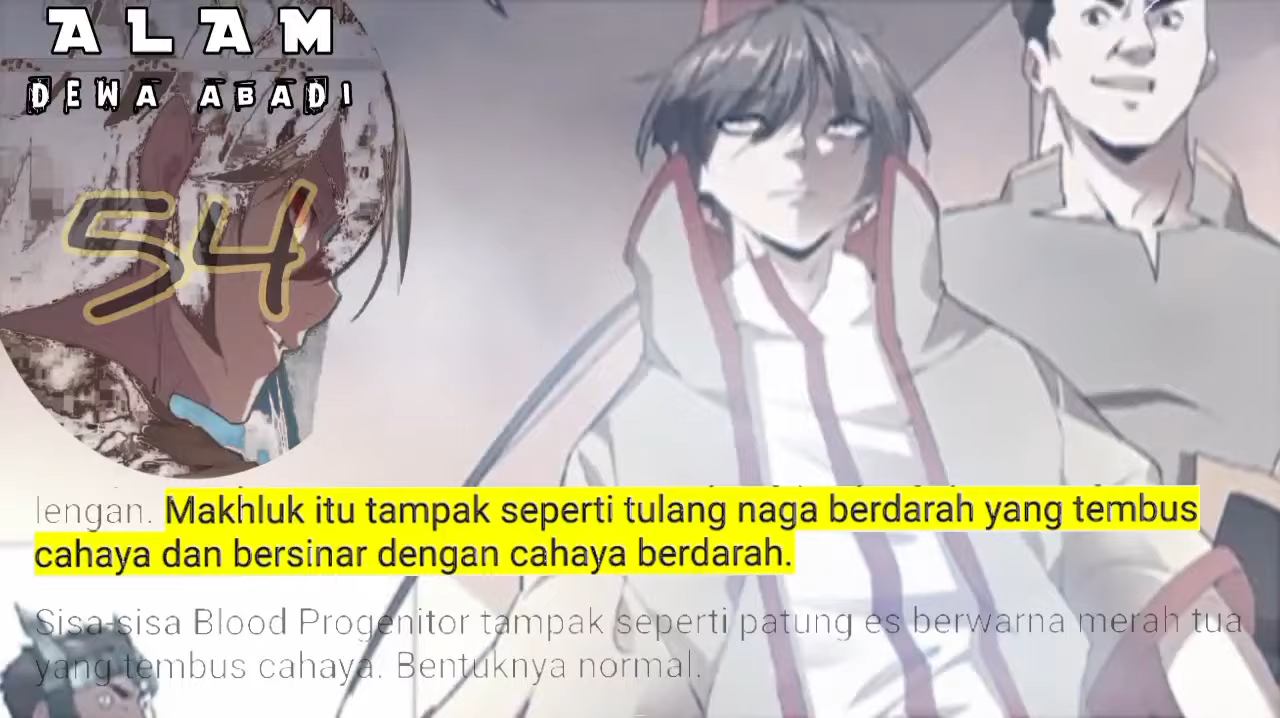 ALAM
DEWA ABADI
54
lengan. Makhluk itu tampak seperti tulang naga berdarah yang tembus
cahaya dan bersinar dengan cahaya berdarah.
Sisa-sisa Blood Progenitor tampak seperti patung es berwarna merah tua
yang tembus cahaya. Bentuknya normal.